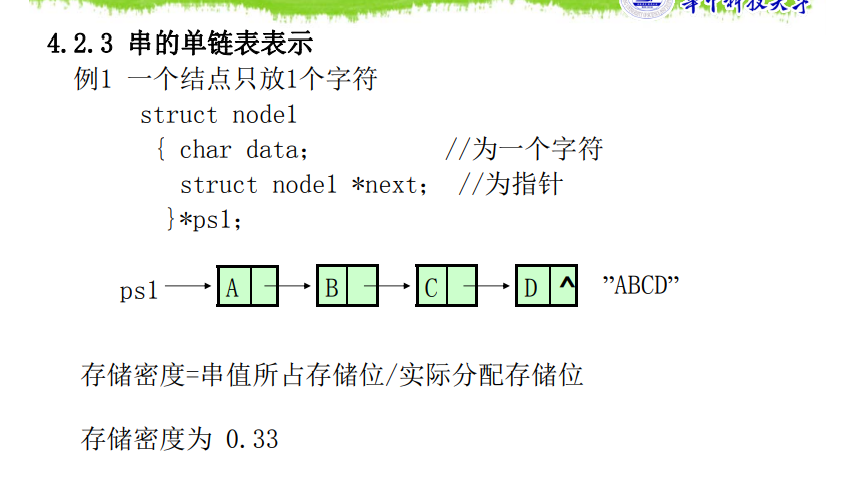 4.2.3 串的单链表表示
例1 一个结点只放1个字符
struct node1
{ char data; //为一个字符
struct node1 *next; //为指针
}*ps1;
ps1 A B C D ^ ”ABCD”
存储密度=串值所占存储位/实际分配存储位
存储密度为 0.33